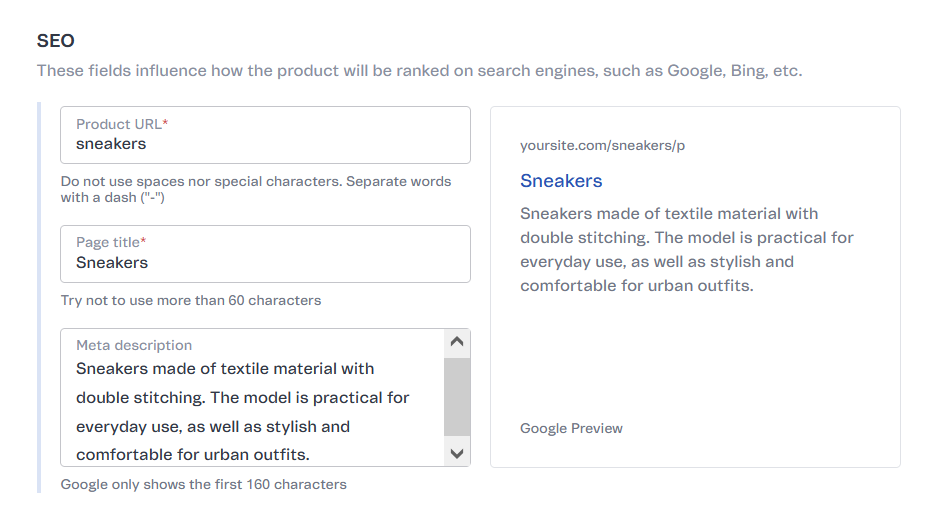 SEO
These fields influence how the product will be ranked on search engines, such as Google, Bing, etc.
Product URL*
sneakers
Do not use spaces nor special characters. Separate words
with a dash ("-")
Page title*
Sneakers
Try not to use more than 60 characters
Meta description
Sneakers made of textile material with
double stitching. The model is practical for
everyday use, as well as stylish and
comfortable for urban outfits.
Google only shows the first 160 characters
yoursite.com/sneakers/p
Sneakers
Sneakers made of textile material with
double stitching. The model is practical for
everyday use, as well as stylish and
comfortable for urban outfits.
Google Preview